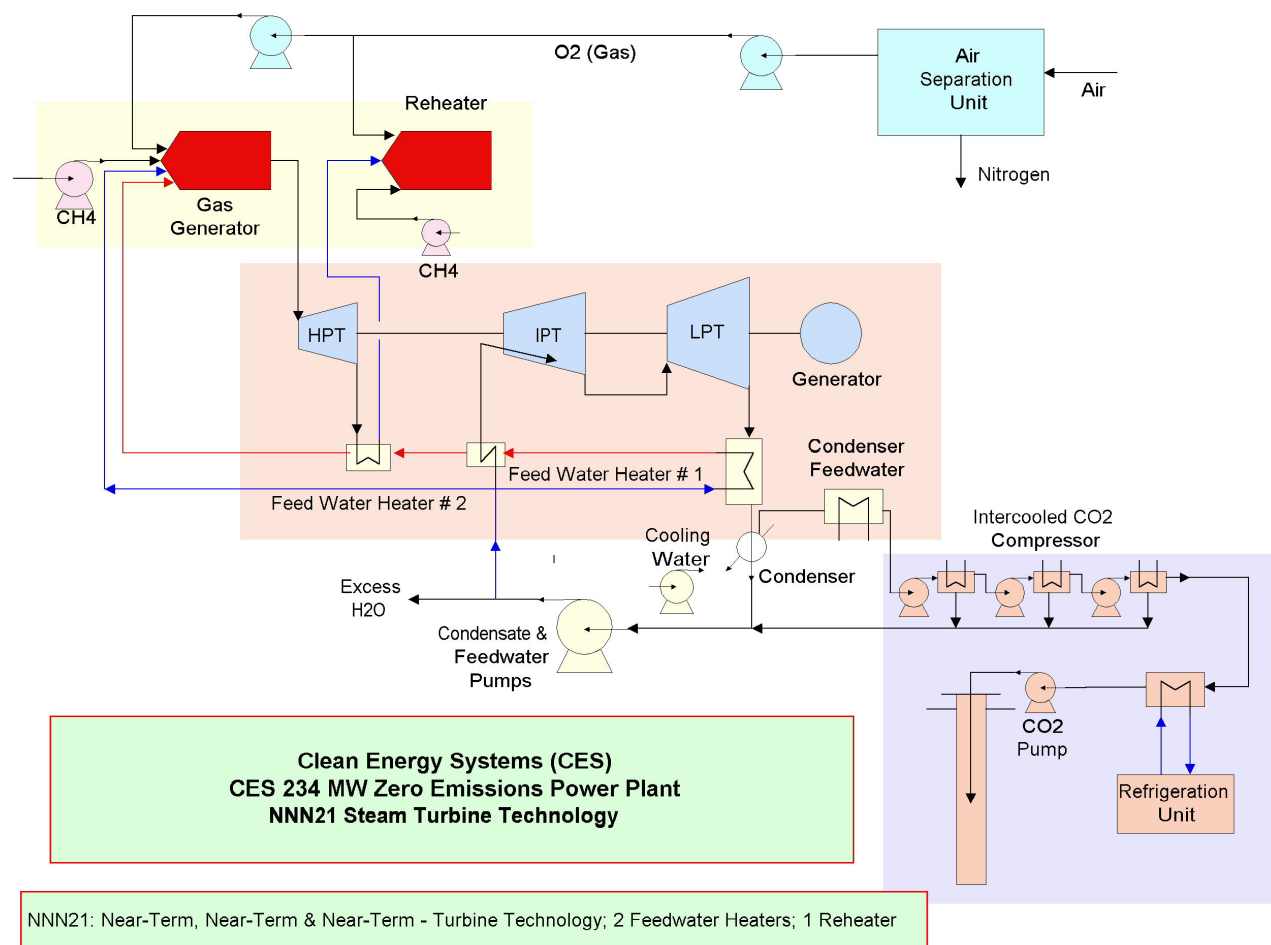 O2 (Gas)
Air
Separation
Unit
Air
Nitrogen
Reheater
CH4
Gas
Generator
CH4
HPT
IPT
LPT
Generator
Feed Water Heater # 1
Feed Water Heater # 2
Condenser
Feedwater
Cooling
Water
Condenser
Intercooled CO2
Compressor
Excess
H2O
Condensate &
Feedwater
Pumps
CO2
Pump
Refrigeration
Unit
Clean Energy Systems (CES)
CES 234 MW Zero Emissions Power Plant
NNN21 Steam Turbine Technology
NNN21: Near-Term, Near-Term & Near-Term - Turbine Technology; 2 Feedwater Heaters; 1 Reheater